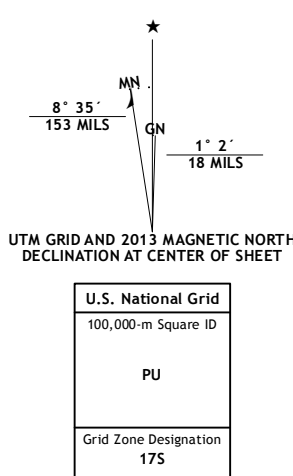 ★
MN
8° 35´
153 MILS
GN
1° 2´
18 MILS
UTM GRID AND 2013 MAGNETIC NORTH
DECLINATION AT CENTER OF SHEET
U.S. National Grid
100,000-m Square ID
PU
Grid Zone Designation
17S